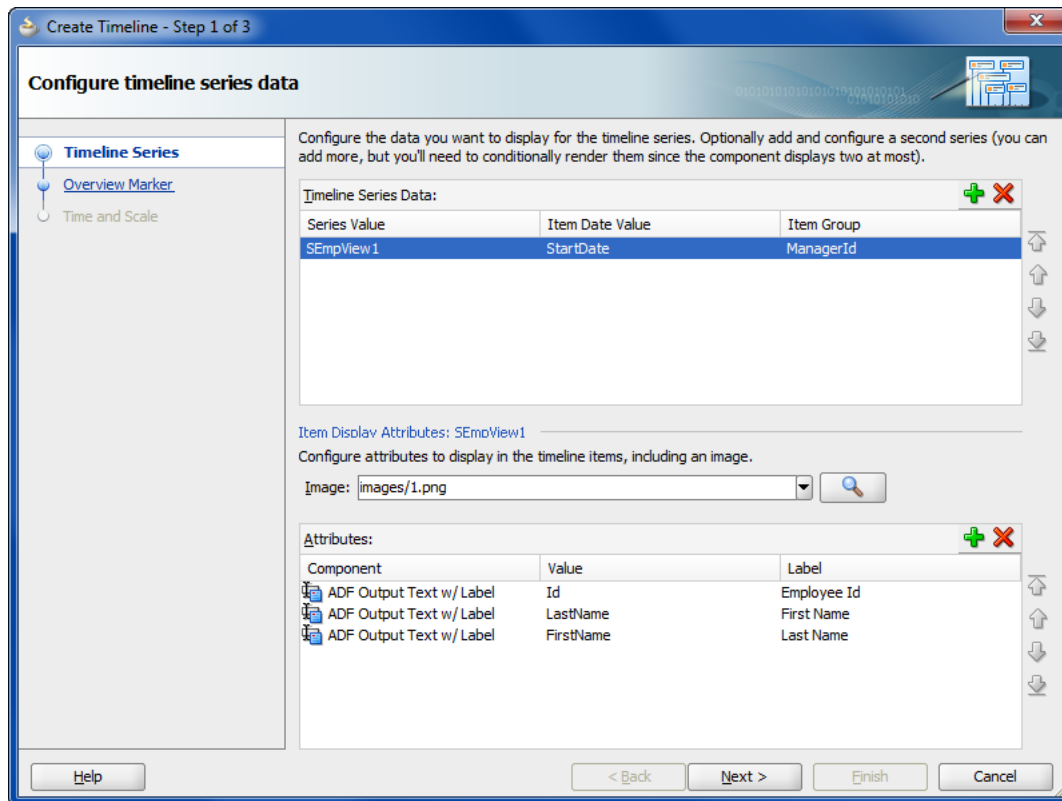 Create Timeline - Step 1 of 3
Configure timeline series data
Timeline Series
Overview Marker
Time and Scale
Configure the data you want to display for the timeline series. Optionally add and configure a second series (you can
add more, but you'll need to conditionally render them since the component displays two at most).
Timeline Series Data:
Series Value Item Date Value Item Group
SEmpView1 StartDate ManagerId
Item Display Attributes: SEmpView1
Configure attributes to display in the timeline items, including an image.
Image: images/1.png
Attributes:
Component Value Label
ADF Output Text w/ Label Id Employee Id
ADF Output Text w/ Label LastName First Name
ADF Output Text w/ Label FirstName Last Name
Help < Back Next > Finish Cancel